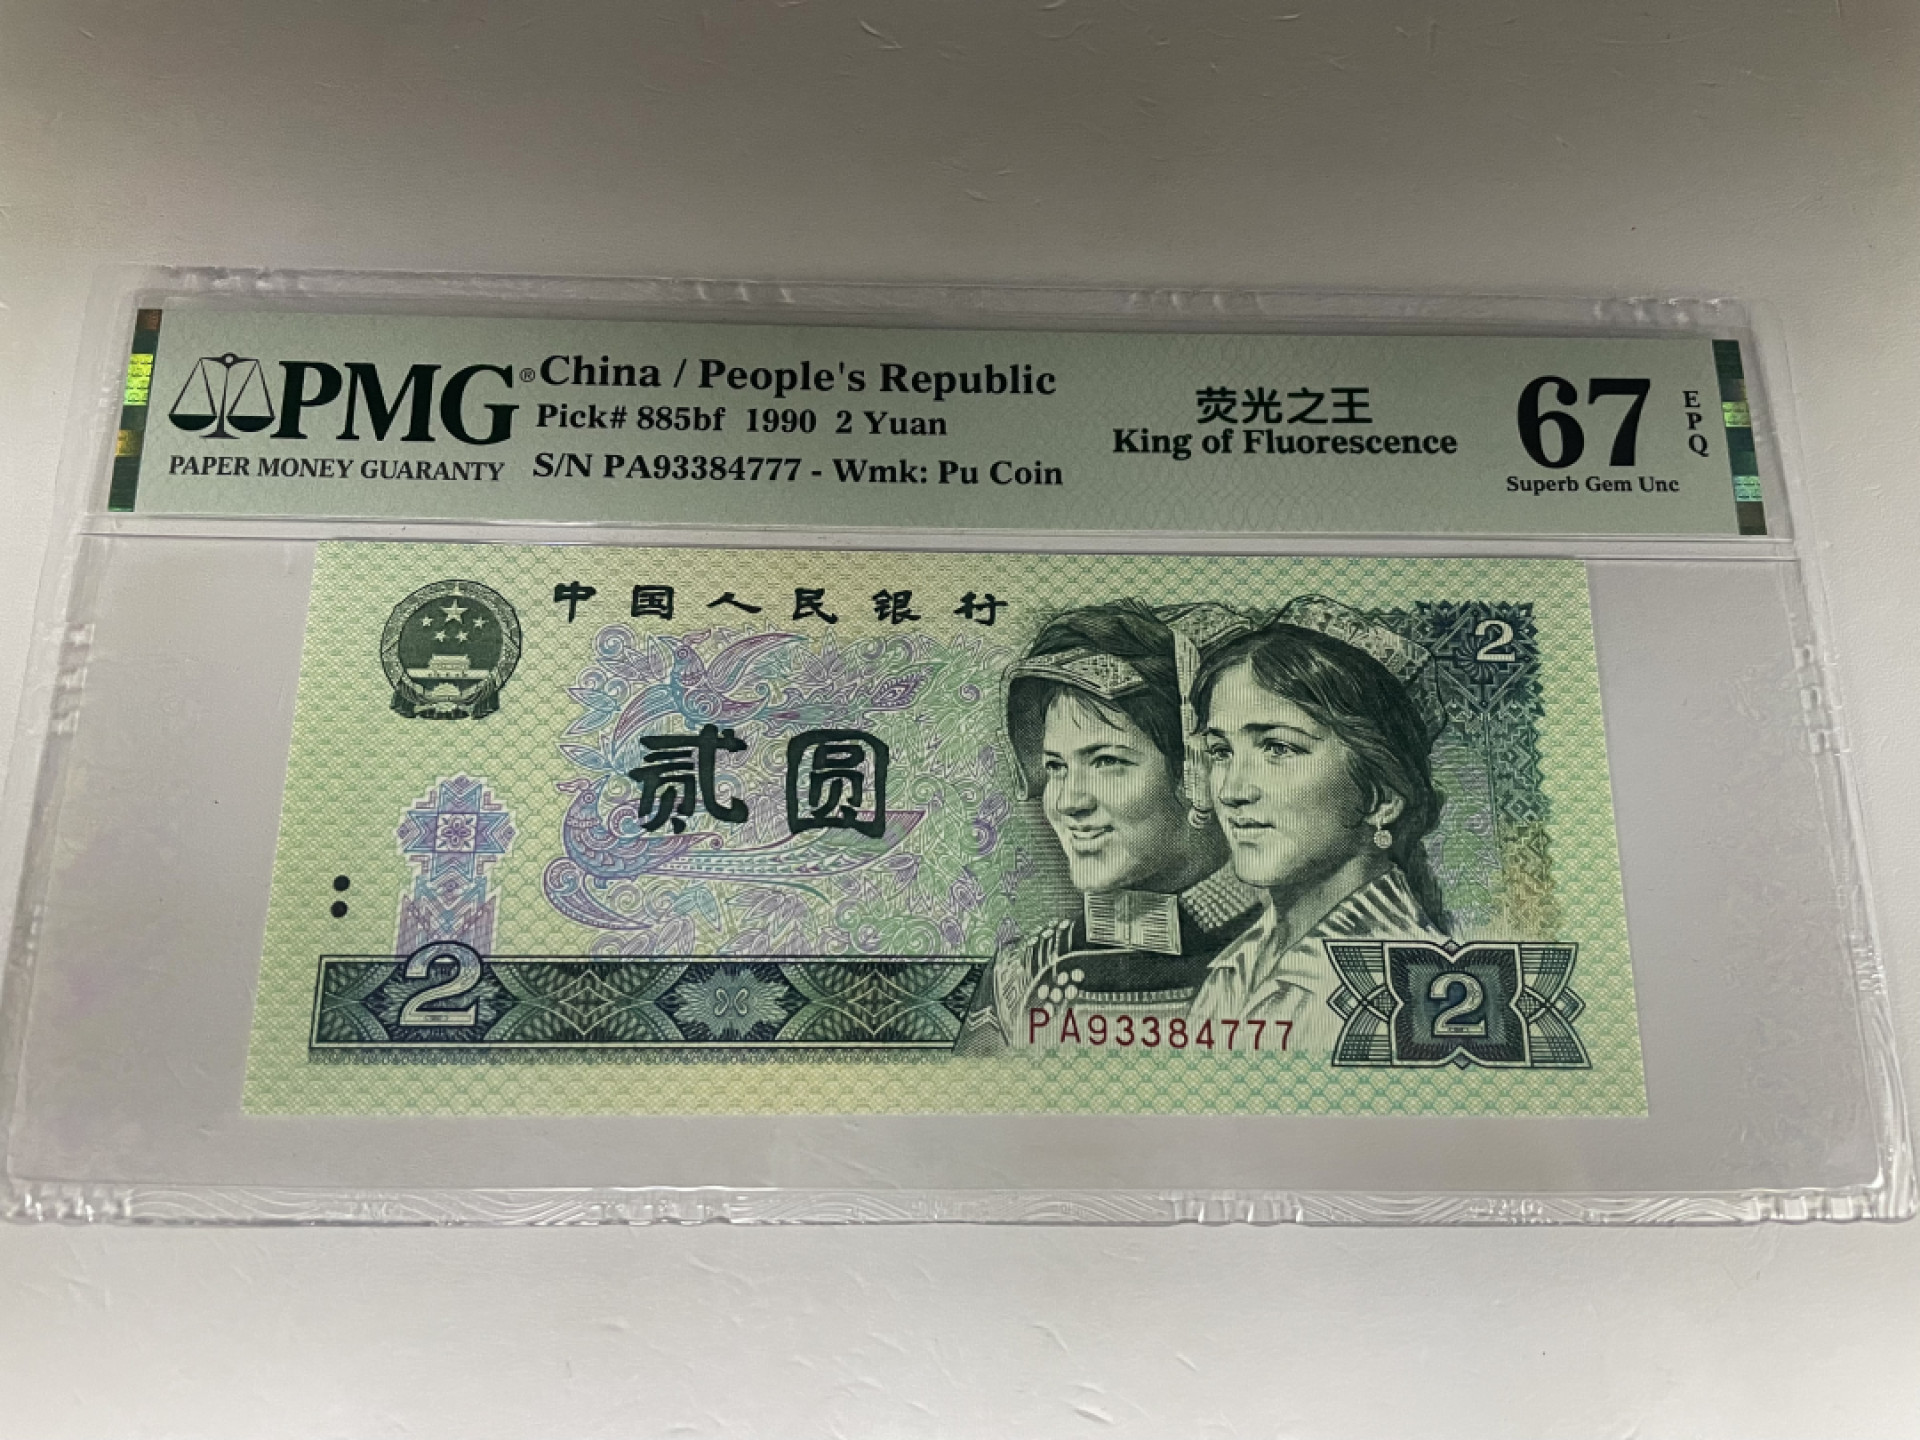 PMG®
PAPER MONEY GUARANTY
China / People's Republic
Pick# 885bf 1990 2 Yuan
S/N PA93384777 - Wmk: Pu Coin
荧光之王
King of Fluorescence
67
EPQ
Superb Gem Unc
中国人民银行
2
贰圆
2
PA93384777
2